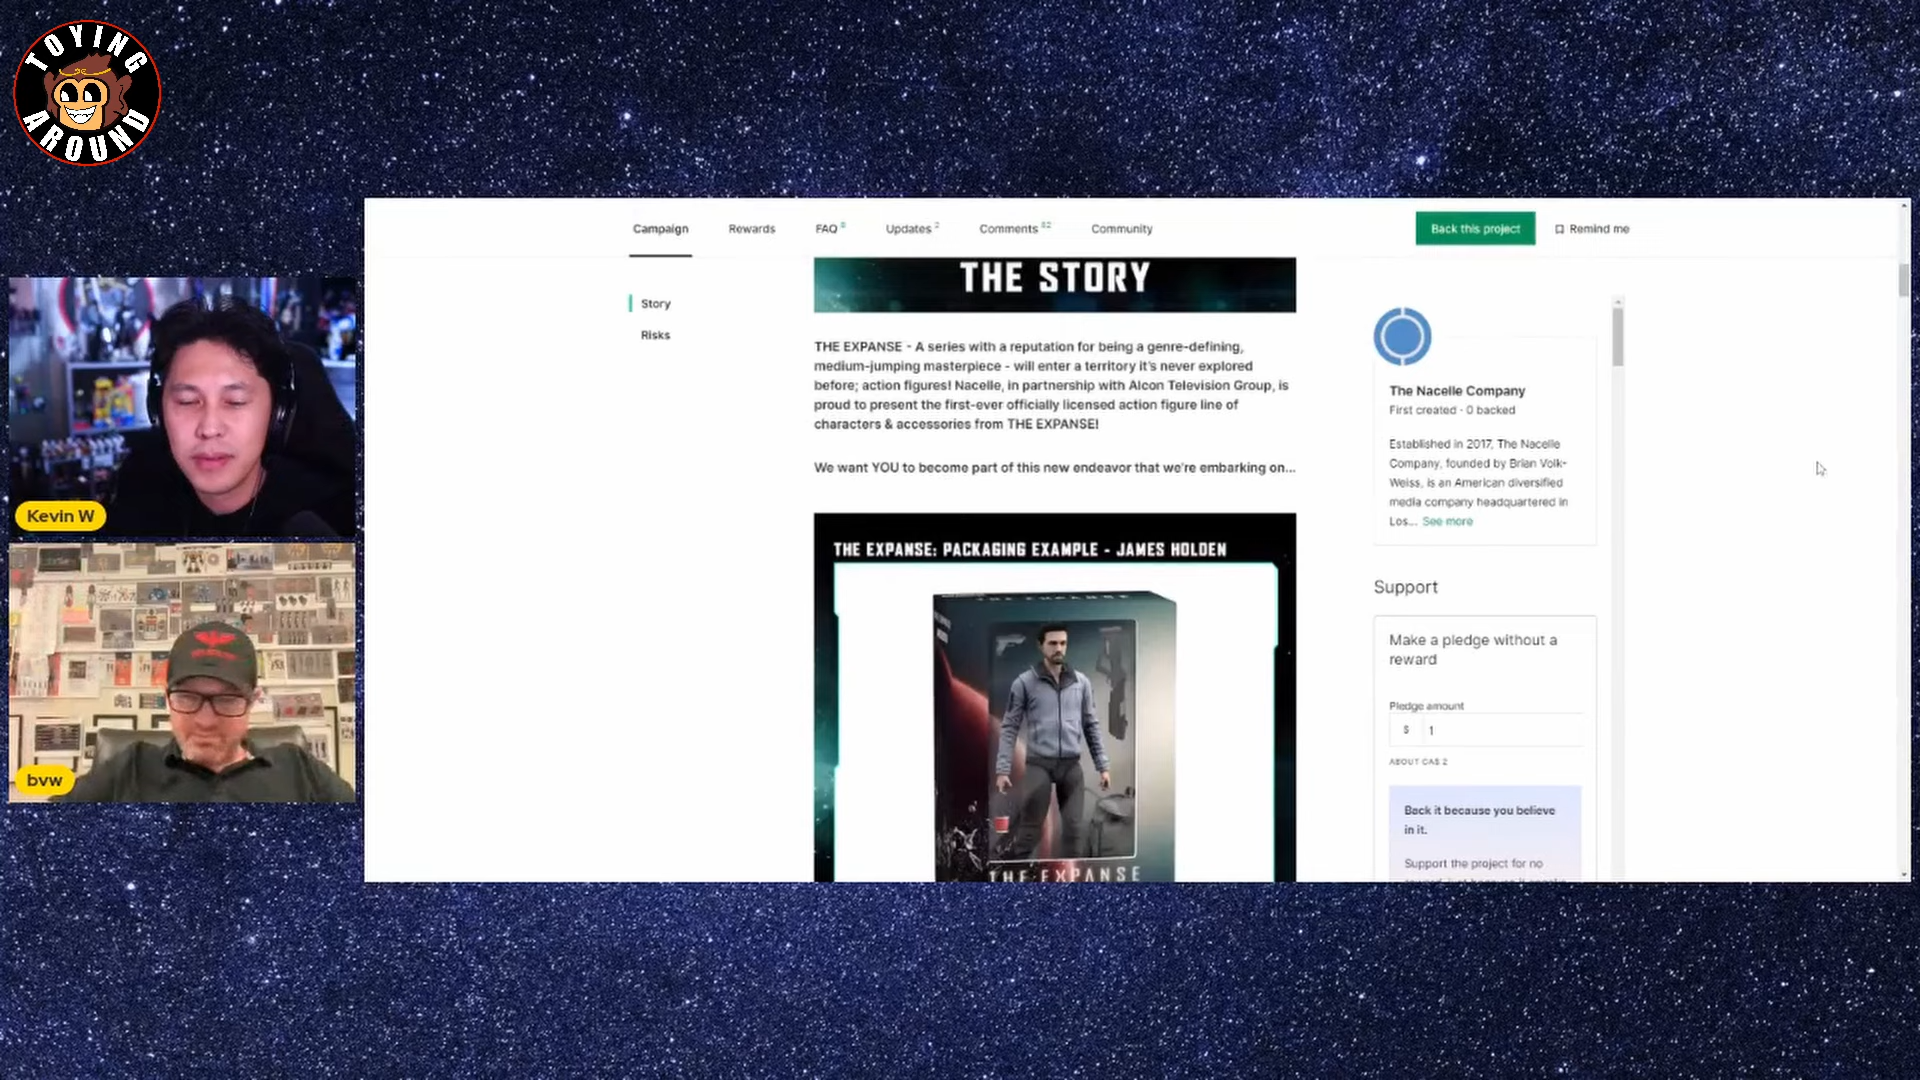 TOYING
AROUND
Campaign
Rewards
FAQ
Updates 2
Comments 52
Community
Back this project
Remind me
Story
Risks
THE STORY
THE EXPANSE - A series with a reputation for being a genre-defining,
medium-jumping masterpiece - will enter a territory it's never explored
before; action figures! Nacelle, in partnership with Alcon Television Group, is
proud to present the first-ever officially licensed action figure line of
characters & accessories from THE EXPANSE!
We want YOU to become part of this new endeavor that we're embarking on...
THE EXPANSE: PACKAGING EXAMPLE - JAMES HOLDEN
THE EXPANSE
THE EXPANSE
The Nacelle Company
First created · 0 backed
Established in 2017, The Nacelle
Company, founded by Brian Volk-
Weiss, is an American diversified
media company headquartered in
Los... See more
Support
Make a pledge without a
reward
Pledge amount
$ 1
ABOUT CA$ 2
Back it because you believe
in it.
Support the project for no
Kevin W
bvw